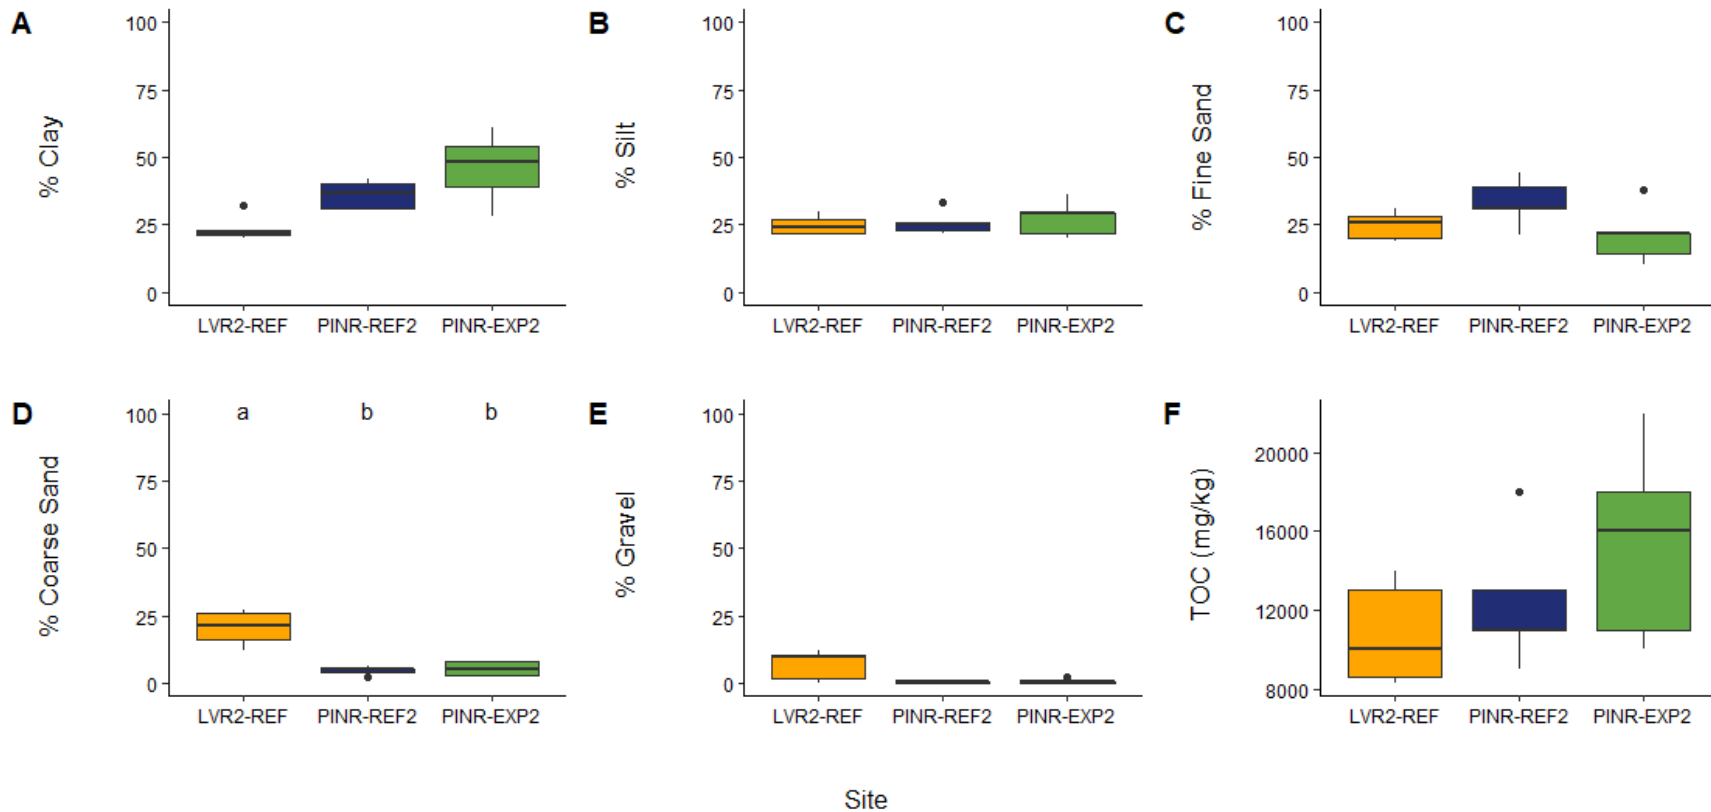 A
% Clay
100
75
50
25
0
LVR2-REF PINR-REF2 PINR-EXP2
B
% Silt
100
75
50
25
0
LVR2-REF PINR-REF2 PINR-EXP2
C
% Fine Sand
100
75
50
25
0
LVR2-REF PINR-REF2 PINR-EXP2
D
% Coarse Sand
100
75
50
25
0
a b b
LVR2-REF PINR-REF2 PINR-EXP2
E
% Gravel
100
75
50
25
0
LVR2-REF PINR-REF2 PINR-EXP2
F
TOC (mg/kg)
20000
16000
12000
8000
LVR2-REF PINR-REF2 PINR-EXP2
Site